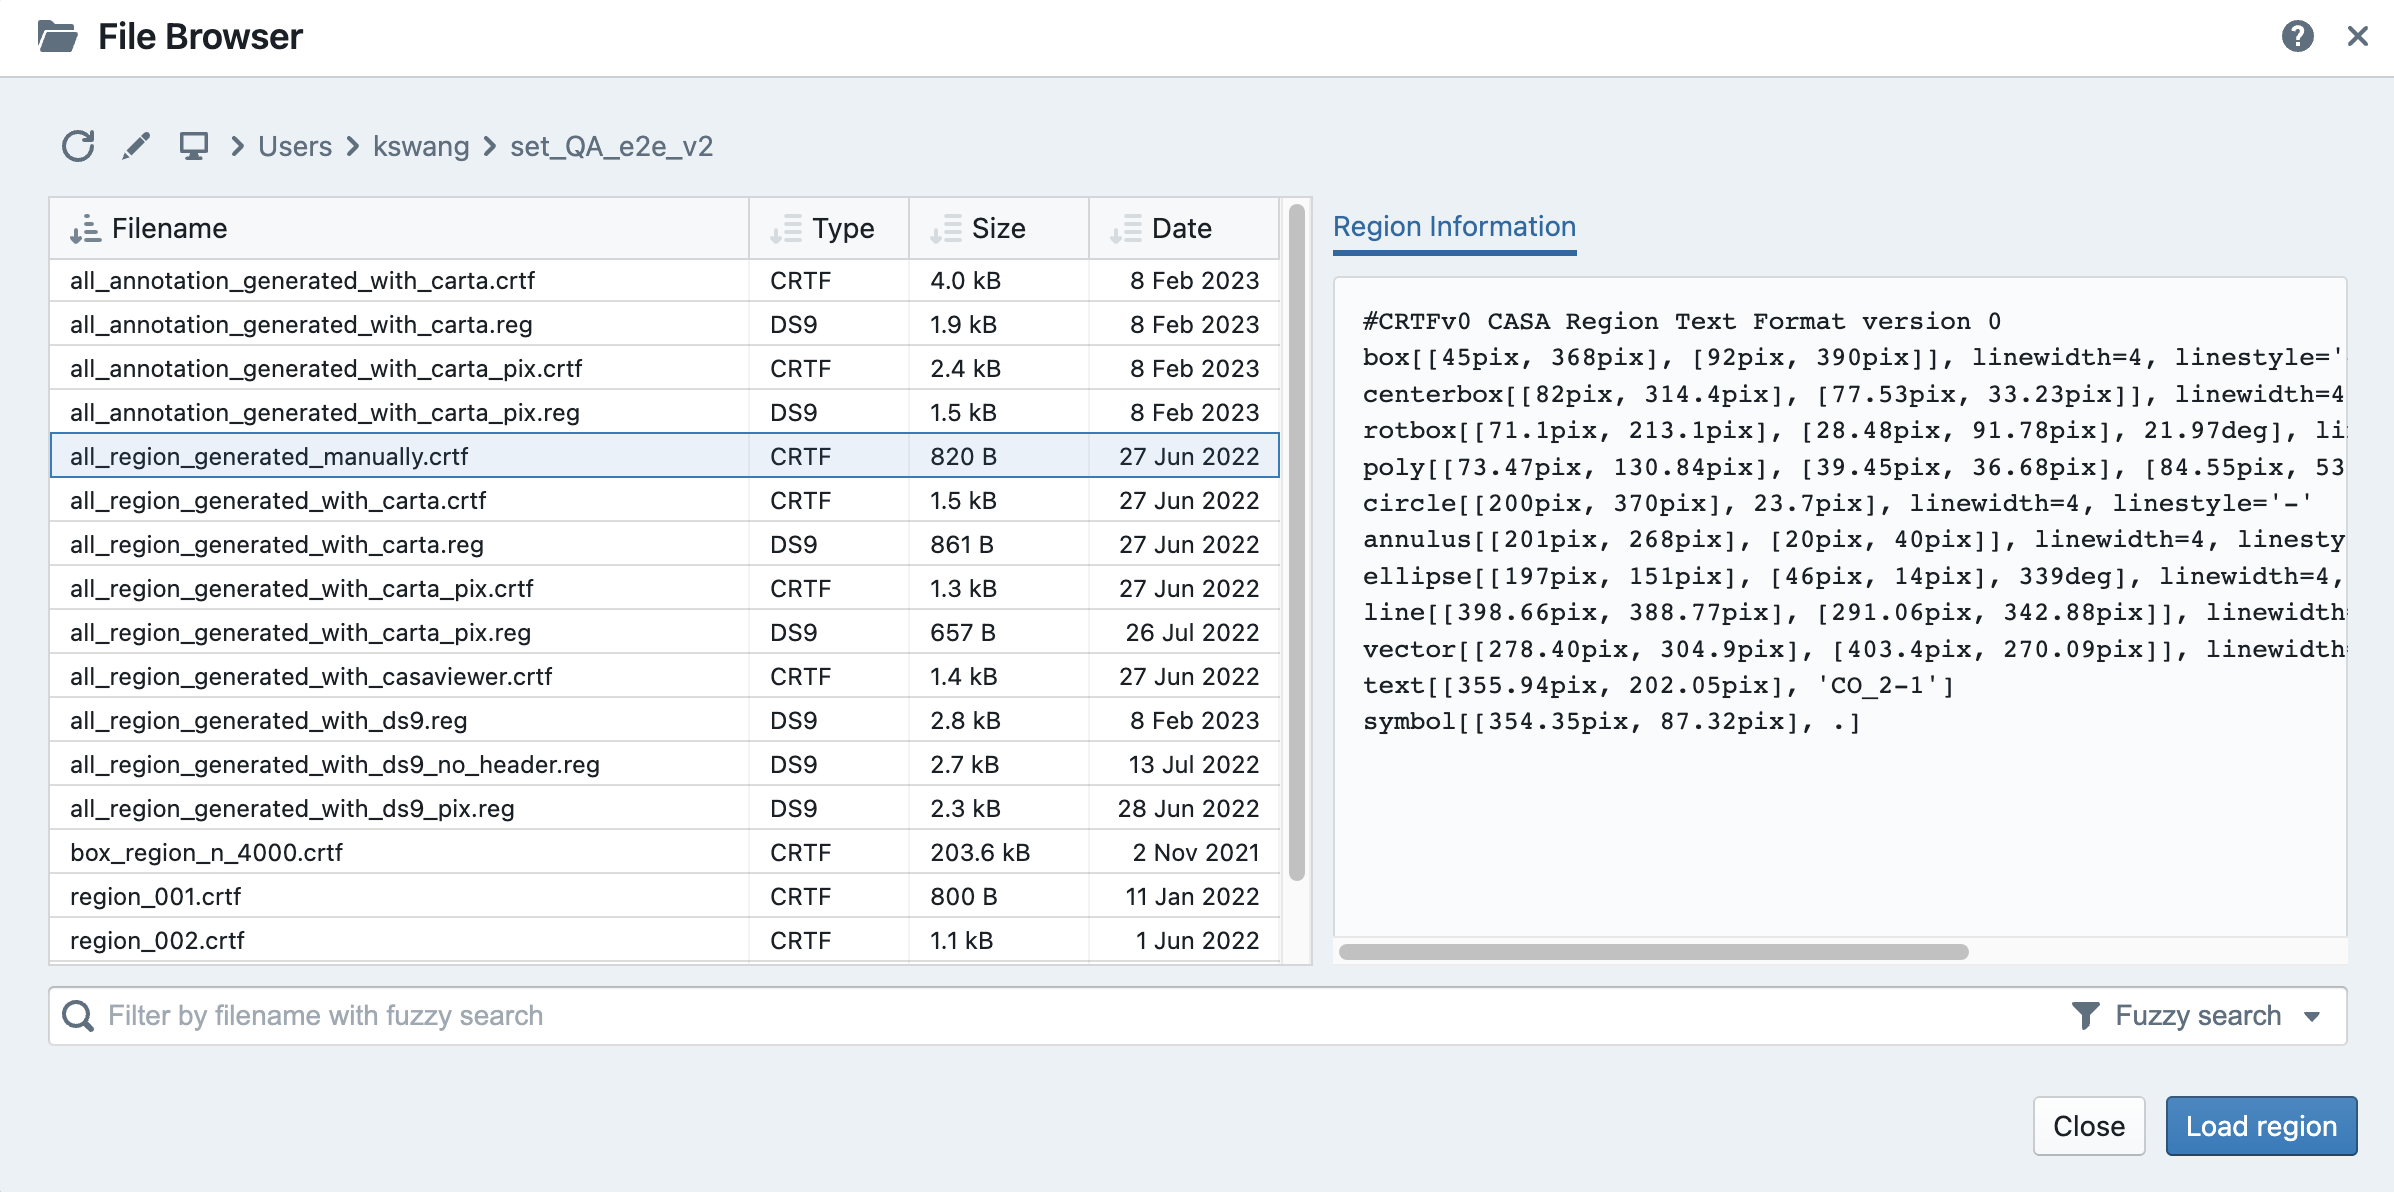 File Browser
Users
kswang
set_QA_e2e_v2
Filename Type Size Date
all_annotation_generated_with_carta.crtf CRTF 4.0 kB 8 Feb 2023
all_annotation_generated_with_carta.reg DS9 1.9 kB 8 Feb 2023
all_annotation_generated_with_carta_pix.crtf CRTF 2.4 kB 8 Feb 2023
all_annotation_generated_with_carta_pix.reg DS9 1.5 kB 8 Feb 2023
all_region_generated_manually.crtf CRTF 820 B 27 Jun 2022
all_region_generated_with_carta.crtf CRTF 1.5 kB 27 Jun 2022
all_region_generated_with_carta.reg DS9 861 B 27 Jun 2022
all_region_generated_with_carta_pix.crtf CRTF 1.3 kB 27 Jun 2022
all_region_generated_with_carta_pix.reg DS9 657 B 26 Jul 2022
all_region_generated_with_casaviewer.crtf CRTF 1.4 kB 27 Jun 2022
all_region_generated_with_ds9.reg DS9 2.8 kB 8 Feb 2023
all_region_generated_with_ds9_no_header.reg DS9 2.7 kB 13 Jul 2022
all_region_generated_with_ds9_pix.reg DS9 2.3 kB 28 Jun 2022
box_region_n_4000.crtf CRTF 203.6 kB 2 Nov 2021
region_001.crtf CRTF 800 B 11 Jan 2022
region_002.crtf CRTF 1.1 kB 1 Jun 2022
Region Information
#CRTFv0 CASA Region Text Format version 0
box[[45pix, 368pix], [92pix, 390pix]], linewidth=4, linestyle='
centerbox[[82pix, 314.4pix], [77.53pix, 33.23pix]], linewidth=4
rotbox[[71.1pix, 213.1pix], [28.48pix, 91.78pix], 21.97deg], li
poly[[73.47pix, 130.84pix], [39.45pix, 36.68pix], [84.55pix, 53
circle[[200pix, 370pix], 23.7pix], linewidth=4, linestyle='-'
annulus[[201pix, 268pix], [20pix, 40pix]], linewidth=4, linesty
ellipse[[197pix, 151pix], [46pix, 14pix], 339deg], linewidth=4,
line[[398.66pix, 388.77pix], [291.06pix, 342.88pix]], linewidth=
vector[[278.40pix, 304.9pix], [403.4pix, 270.09pix]], linewidth=
text[[355.94pix, 202.05pix], 'CO_2-1']
symbol[[354.35pix, 87.32pix], .]
Filter by filename with fuzzy search
Fuzzy search
Close
Load region